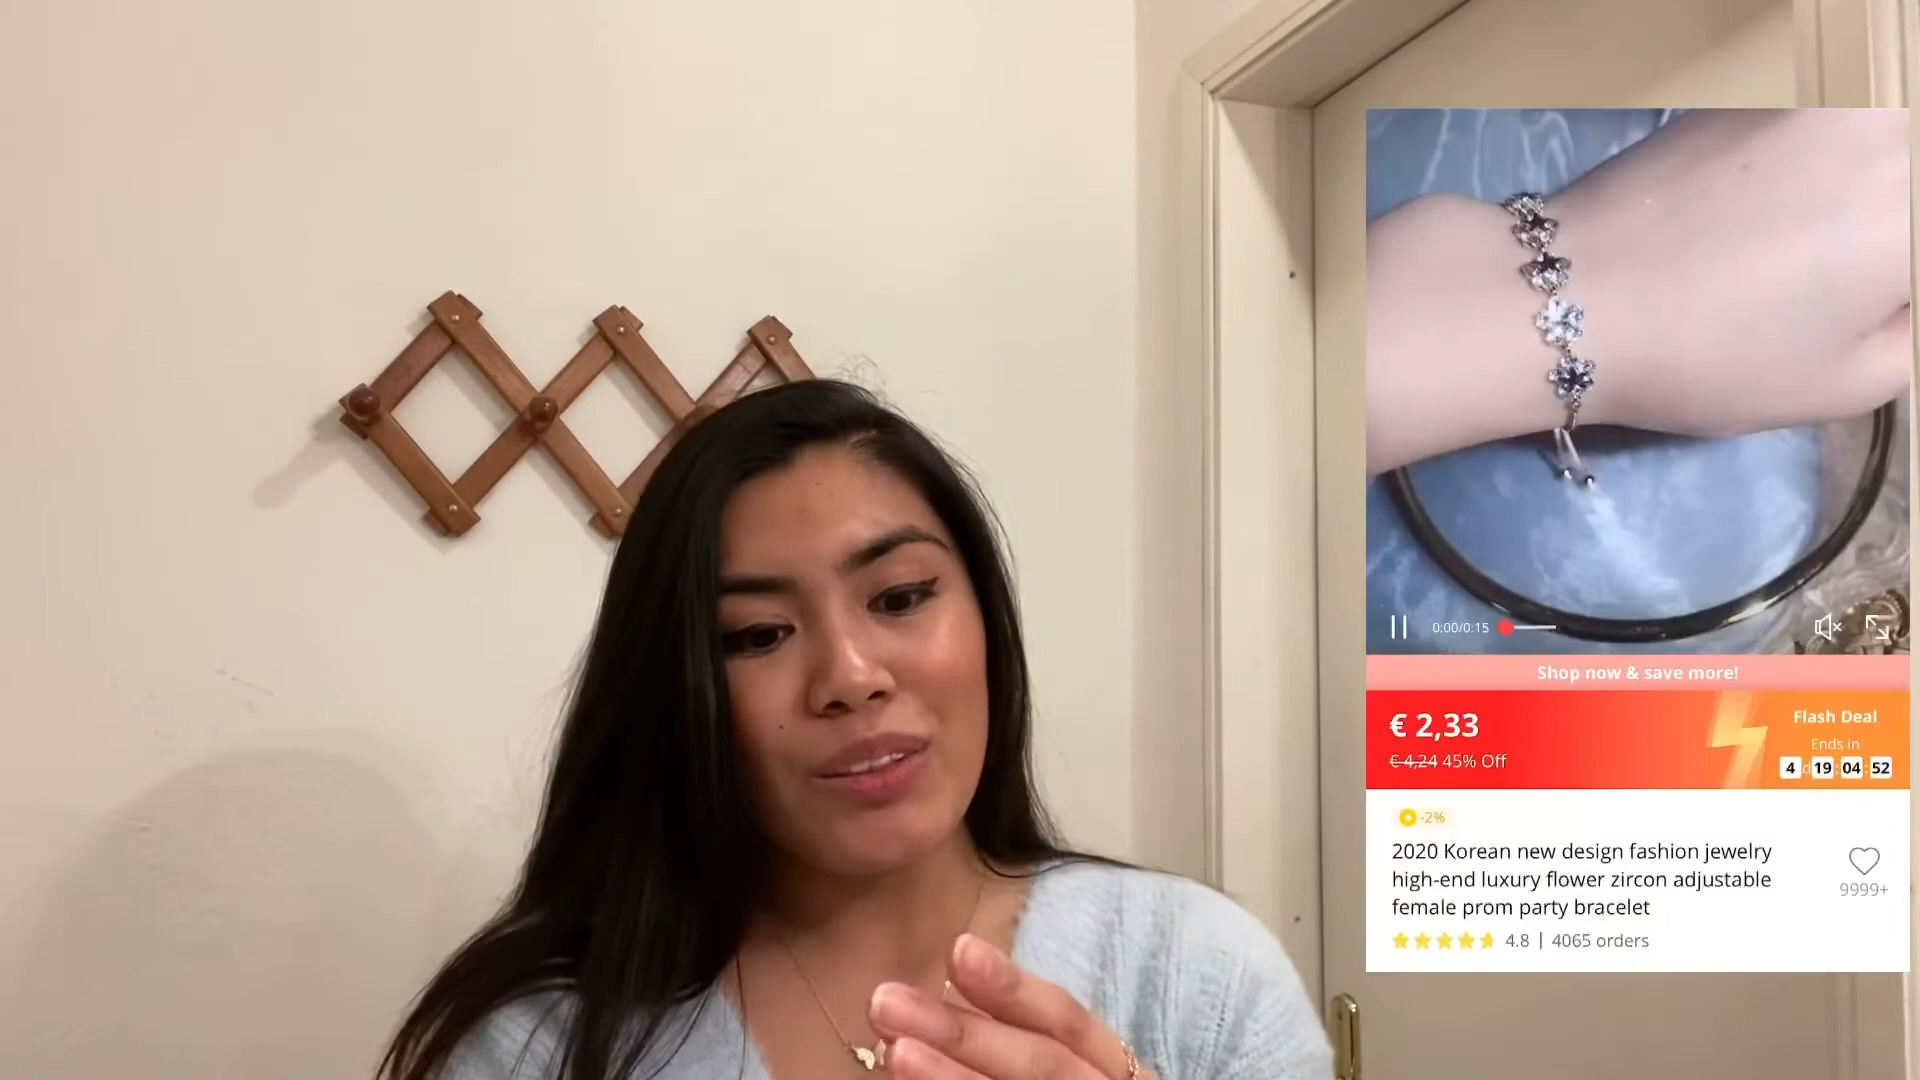 0:00/0:15
Shop now & save more!
€ 2,33
€ 4,24 45% Off
Flash Deal
Ends in
4 d 19 : 04 : 52
-2%
2020 Korean new design fashion jewelry
high-end luxury flower zircon adjustable
female prom party bracelet
9999+
4.8 | 4065 orders